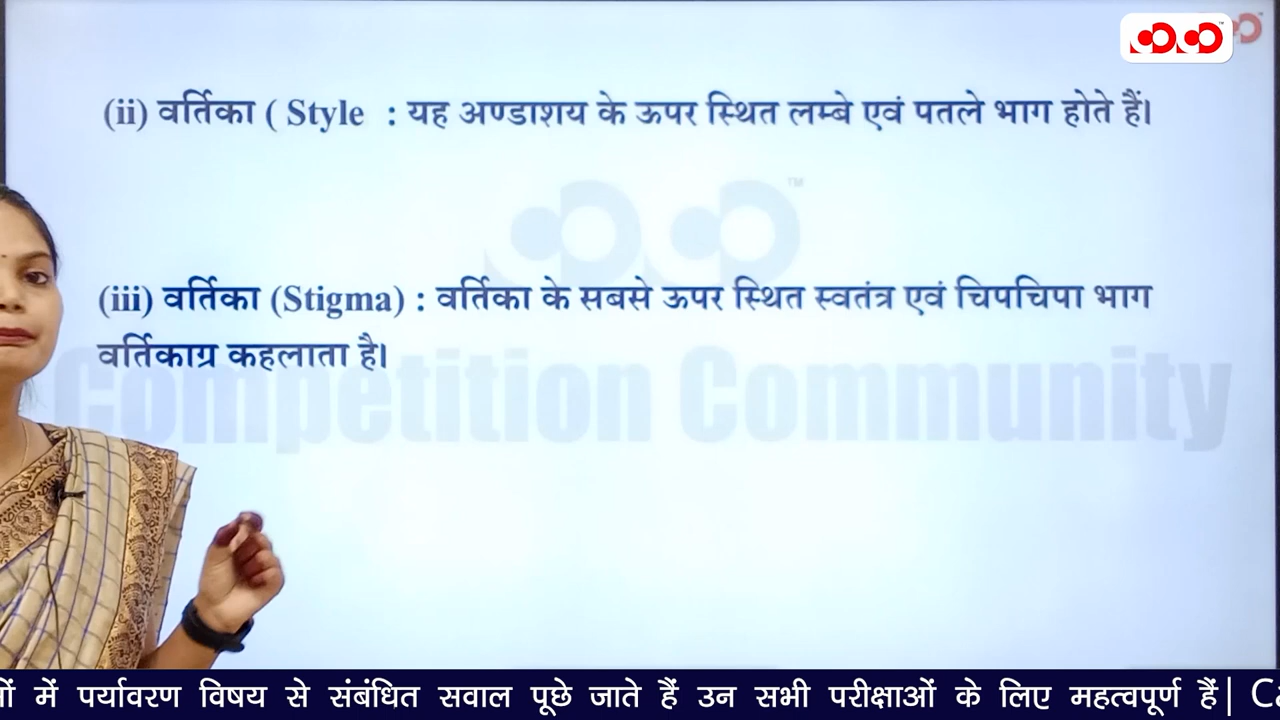 (ii) वर्तिका ( Style : यह अण्डाशय के ऊपर स्थित लम्बे एवं पतले भाग होते हैं।
(iii) वर्तिका (Stigma) : वर्तिका के सबसे ऊपर स्थित स्वतंत्र एवं चिपचिपा भाग
वर्तिकाग्र कहलाता है।
Competition Community
में पर्यावरण विषय से संबंधित सवाल पूछे जाते हैं उन सभी परीक्षाओं के लिए महत्वपूर्ण हैं|